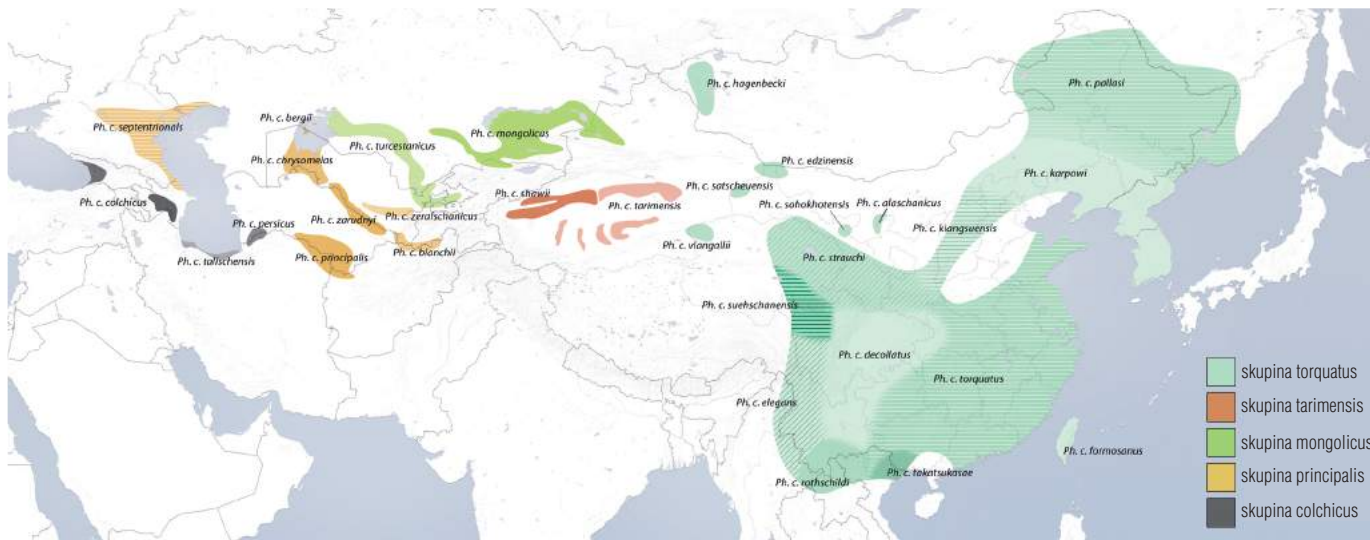 Ph. c. hagenbecki
Ph. c. pallasi
Ph. c. septentrionals
Ph. c. bergii
Ph. c. mongolicus
Ph. c. turcestanicus
Ph. c. chrysomelas
Ph. c. edzinensis
Ph. c. karpowi
Ph. c. shawii
Ph. c. satscheuensis
Ph. c. colchicus
Ph. c. tarimensis
Ph. c. sohokhotensis
Ph. c. alaschanicus
Ph. c. persicus
Ph. c. zarudnyi
Ph. c. zerafschanicus
Ph. c. kiangsuensis
Ph. c. vlangallii
Ph. c. talischensis
Ph. c. principalis
Ph. c. bianchii
Ph. c. strauchi
Ph. c. suehschanensis
Ph. c. decollatus
Ph. c. torquatus
Ph. c. elegans
Ph. c. formosanus
Ph. c. takatsukasae
Ph. c. rothschildi
skupina torquatus
skupina tarimensis
skupina mongolicus
skupina principalis
skupina colchicus